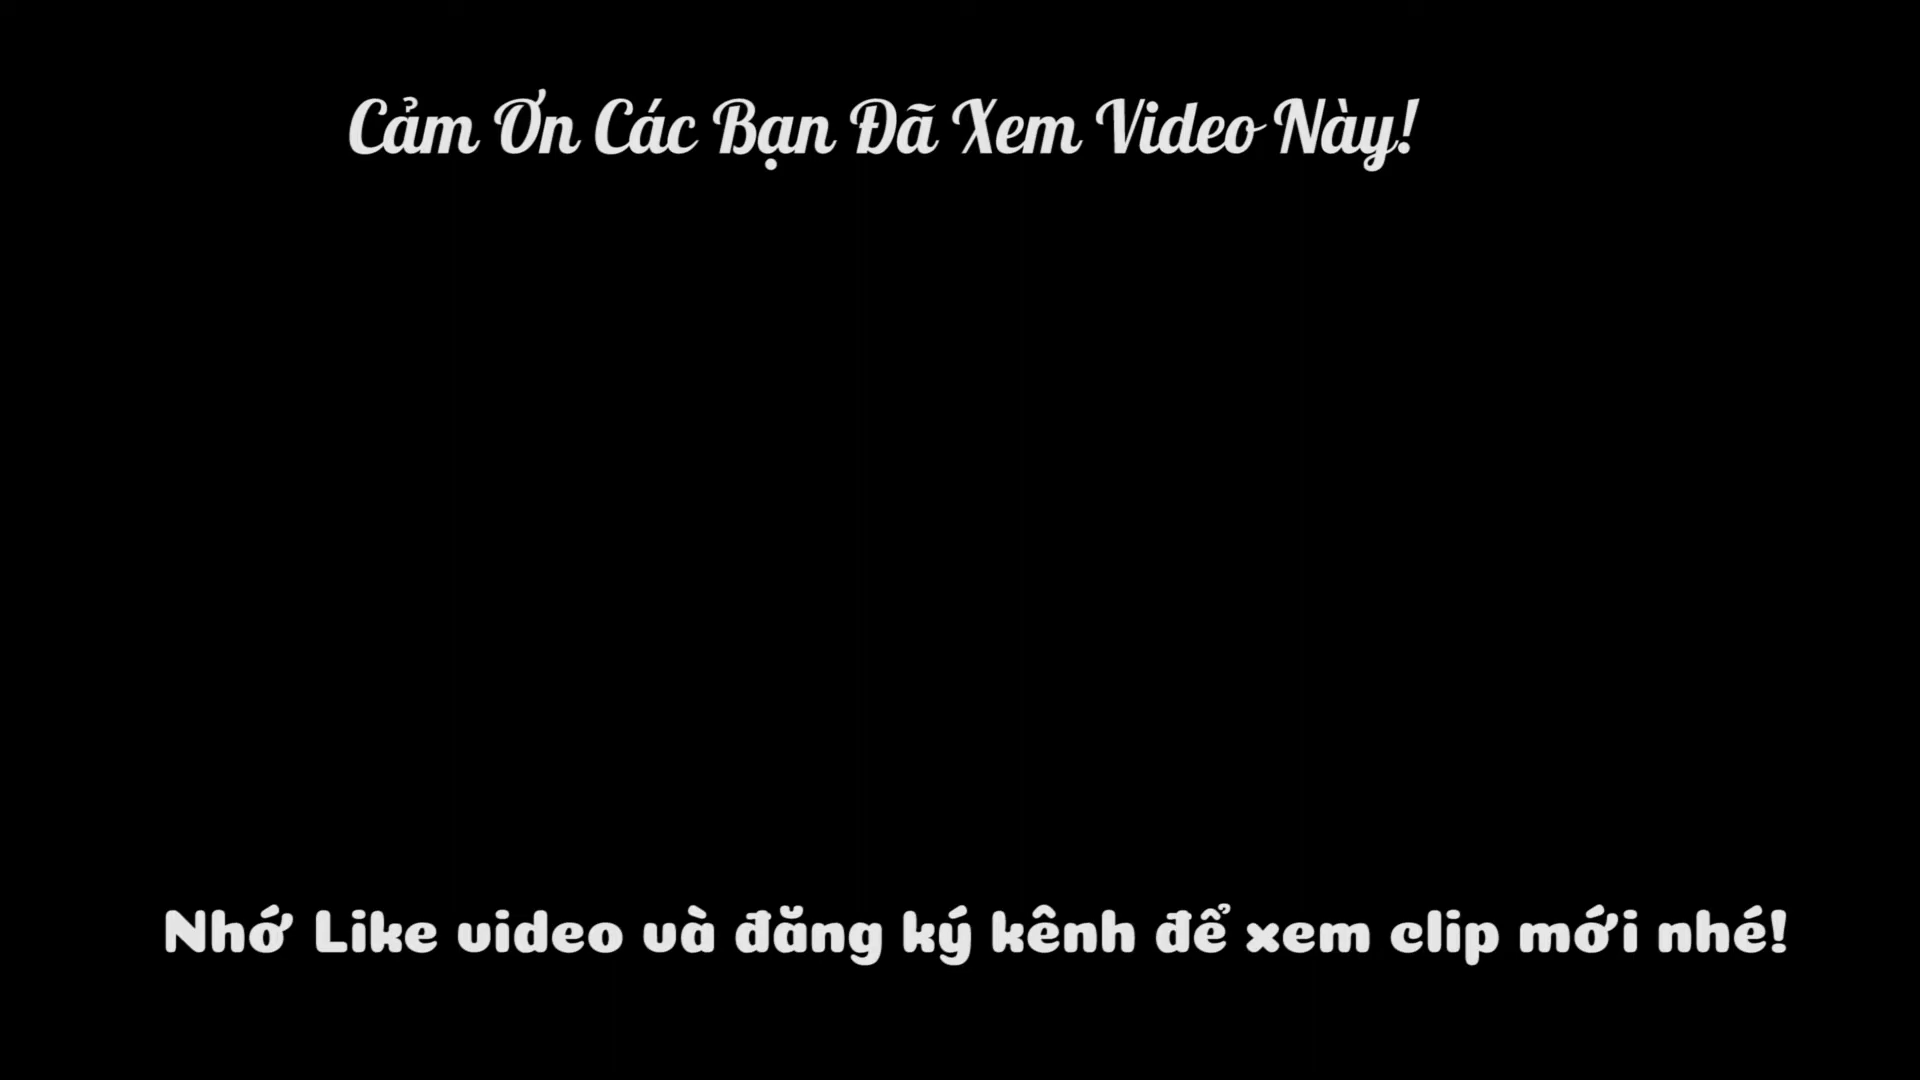 Cảm Ơn Các Bạn Đã Xem Video Này!
Nhớ Like video và đăng ký kênh để xem clip mới nhé!